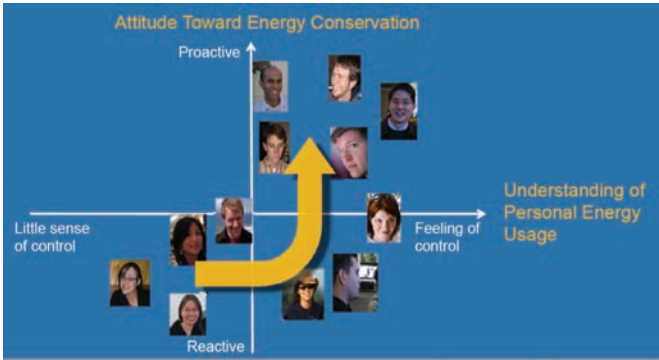 Attitude Toward Energy Conservation
Proactive
Little sense
of control
Feeling of
control
Understanding of
Personal Energy
Usage
Reactive